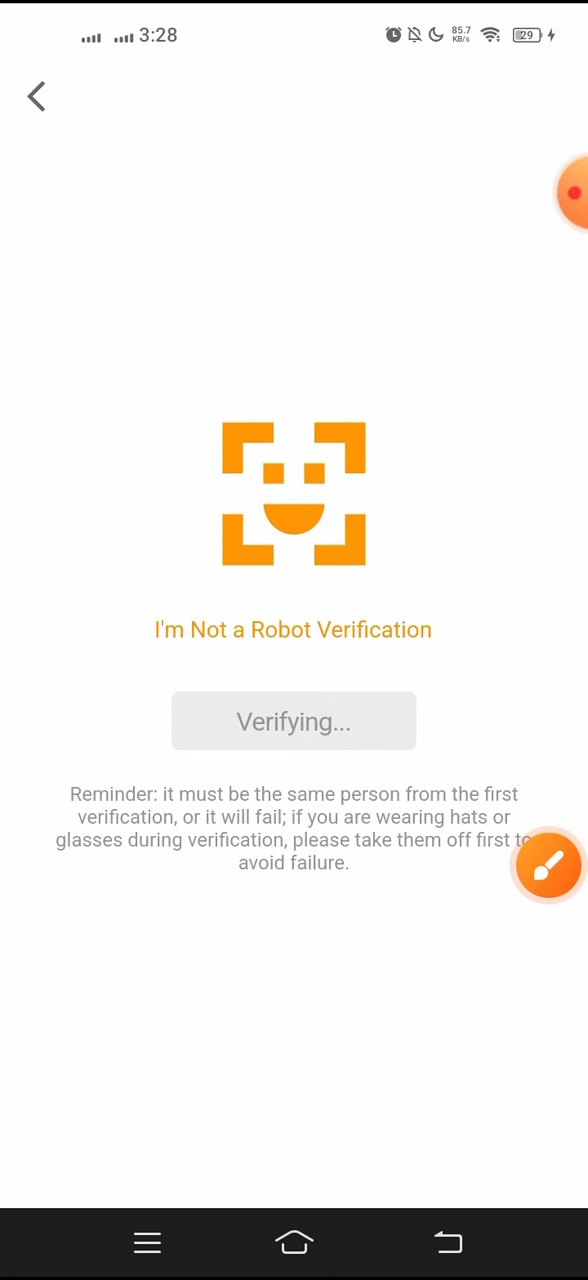 3:28
85.7
KB/s
29
I'm Not a Robot Verification
Verifying...
Reminder: it must be the same person from the first
verification, or it will fail; if you are wearing hats or
glasses during verification, please take them off first to
avoid failure.